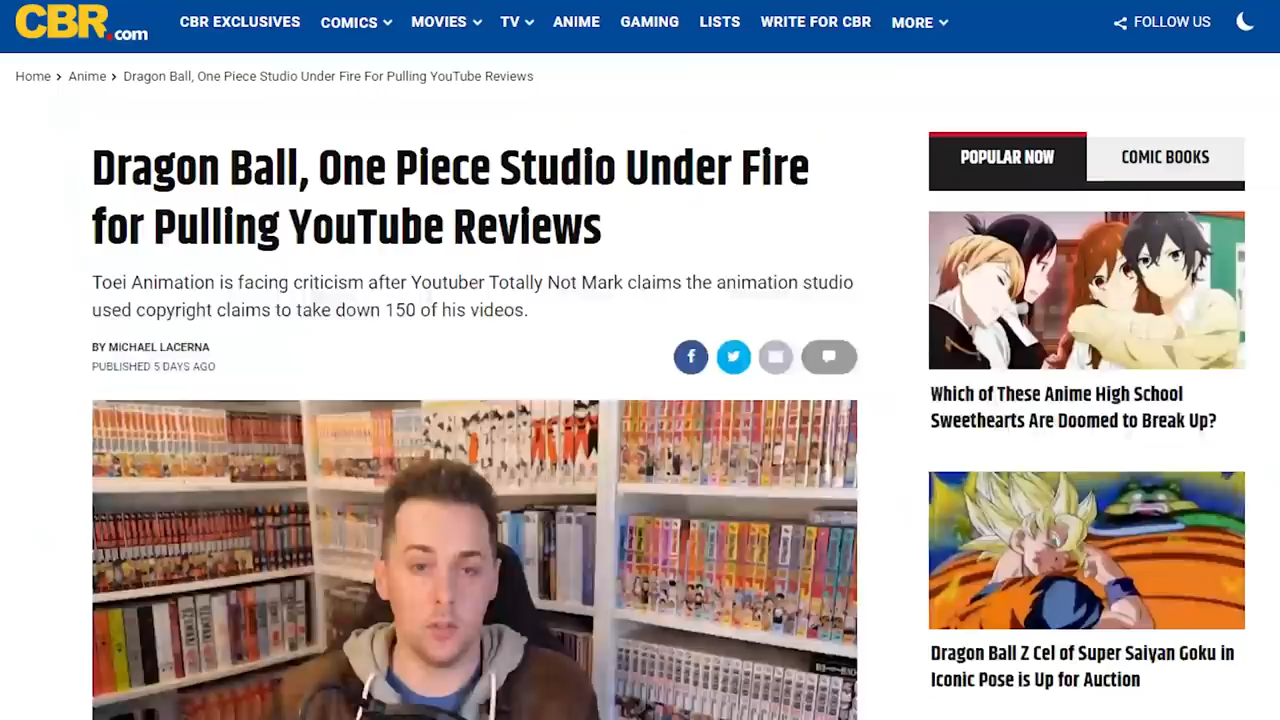 CBR.com
CBR EXCLUSIVES COMICS MOVIES TV ANIME GAMING LISTS WRITE FOR CBR MORE FOLLOW US
Home > Anime > Dragon Ball, One Piece Studio Under Fire For Pulling YouTube Reviews
Dragon Ball, One Piece Studio Under Fire
for Pulling YouTube Reviews
Toei Animation is facing criticism after Youtuber Totally Not Mark claims the animation studio
used copyright claims to take down 150 of his videos.
BY MICHAEL LACERNA
PUBLISHED 5 DAYS AGO
POPULAR NOW
COMIC BOOKS
Which of These Anime High School
Sweethearts Are Doomed to Break Up?
Dragon Ball Z Cel of Super Saiyan Goku in
Iconic Pose is Up for Auction